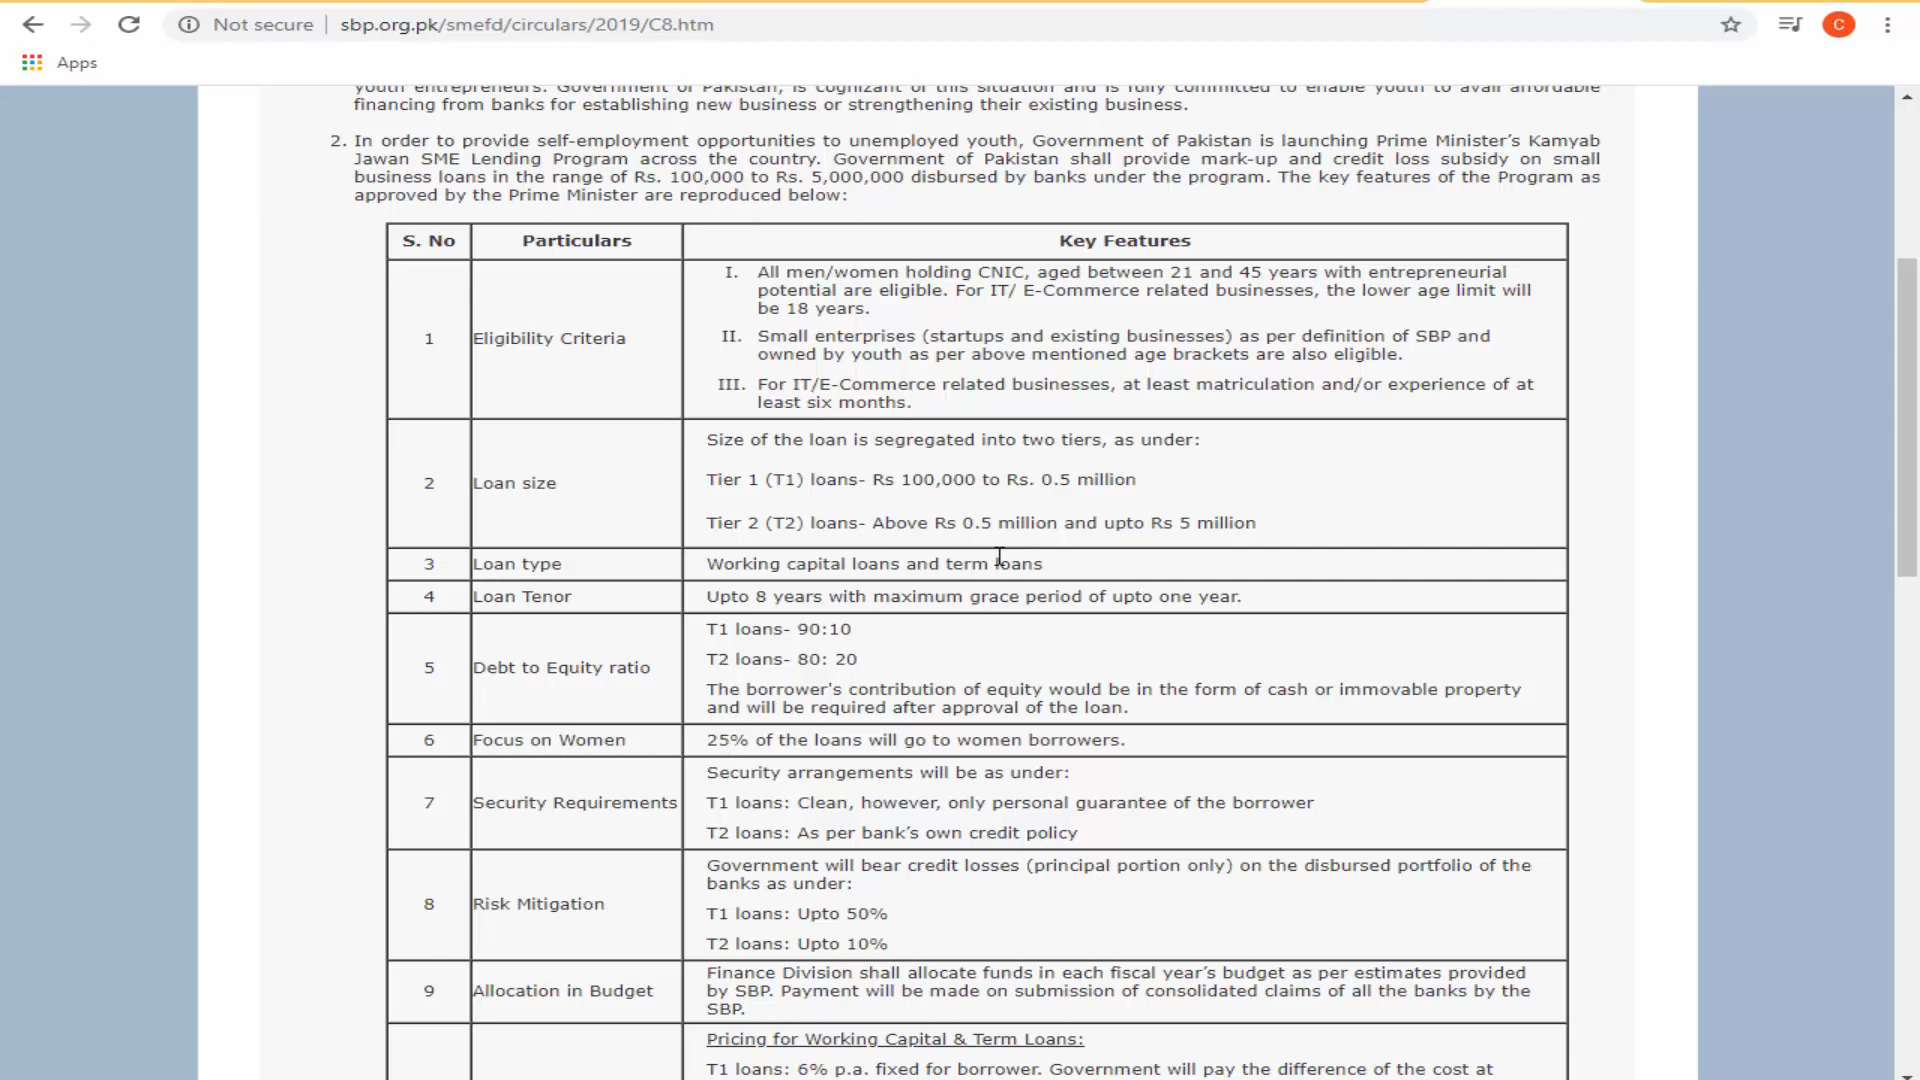 Not secure | sbp.org.pk/smefd/circulars/2019/C8.htm
C
Apps
youth entrepreneurs. Government of Pakistan, is cognizant of this situation and is fully committed to enable youth to avail affordable
financing from banks for establishing new business or strengthening their existing business.
2. In order to provide self-employment opportunities to unemployed youth, Government of Pakistan is launching Prime Minister’s Kamyab
Jawan SME Lending Program across the country. Government of Pakistan shall provide mark-up and credit loss subsidy on small
business loans in the range of Rs. 100,000 to Rs. 5,000,000 disbursed by banks under the program. The key features of the Program as
approved by the Prime Minister are reproduced below:
S. No Particulars Key Features
I. All men/women holding CNIC, aged between 21 and 45 years with entrepreneurial
potential are eligible. For IT/ E-Commerce related businesses, the lower age limit will
be 18 years.
1 Eligibility Criteria
II. Small enterprises (startups and existing businesses) as per definition of SBP and
owned by youth as per above mentioned age brackets are also eligible.
III. For IT/E-Commerce related businesses, at least matriculation and/or experience of at
least six months.
Size of the loan is segregated into two tiers, as under:
2 Loan size
Tier 1 (T1) loans- Rs 100,000 to Rs. 0.5 million
Tier 2 (T2) loans- Above Rs 0.5 million and upto Rs 5 million
3 Loan type Working capital loans and term loans
4 Loan Tenor Upto 8 years with maximum grace period of upto one year.
T1 loans- 90:10
5 Debt to Equity ratio
T2 loans- 80: 20
The borrower's contribution of equity would be in the form of cash or immovable property
and will be required after approval of the loan.
6 Focus on Women 25% of the loans will go to women borrowers.
Security arrangements will be as under:
7 Security Requirements T1 loans: Clean, however, only personal guarantee of the borrower
T2 loans: As per bank’s own credit policy
Government will bear credit losses (principal portion only) on the disbursed portfolio of the
banks as under:
8 Risk Mitigation
T1 loans: Upto 50%
T2 loans: Upto 10%
Finance Division shall allocate funds in each fiscal year’s budget as per estimates provided
9 Allocation in Budget by SBP. Payment will be made on submission of consolidated claims of all the banks by the
SBP.
Pricing for Working Capital & Term Loans:
T1 loans: 6% p.a. fixed for borrower. Government will pay the difference of the cost at